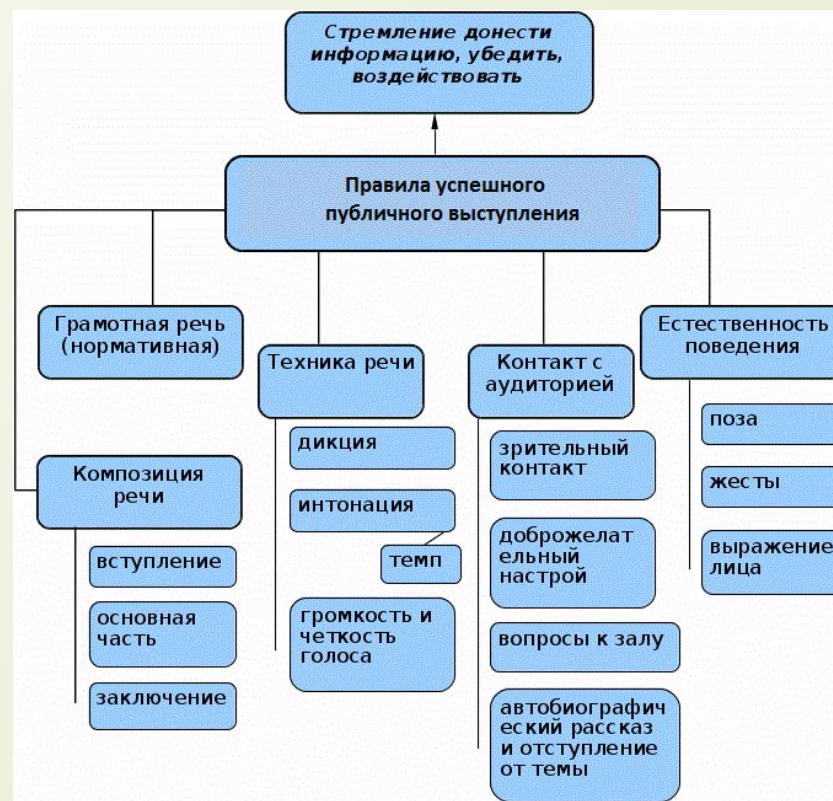 Стремление донести
информацию, убедить,
воздействовать
Правила успешного
публичного выступления
Грамотная речь
(нормативная)
Композиция
речи
вступление
основная
часть
заключение
Техника речи
дикция
интонация
темп
громкость и
четкость
голоса
Контакт с
аудиторией
зрительный
контакт
доброжелат
ельный
настрой
вопросы к залу
автобиографич
еский рассказ
и отступление
от темы
Естественность
поведения
поза
жесты
выражение
лица